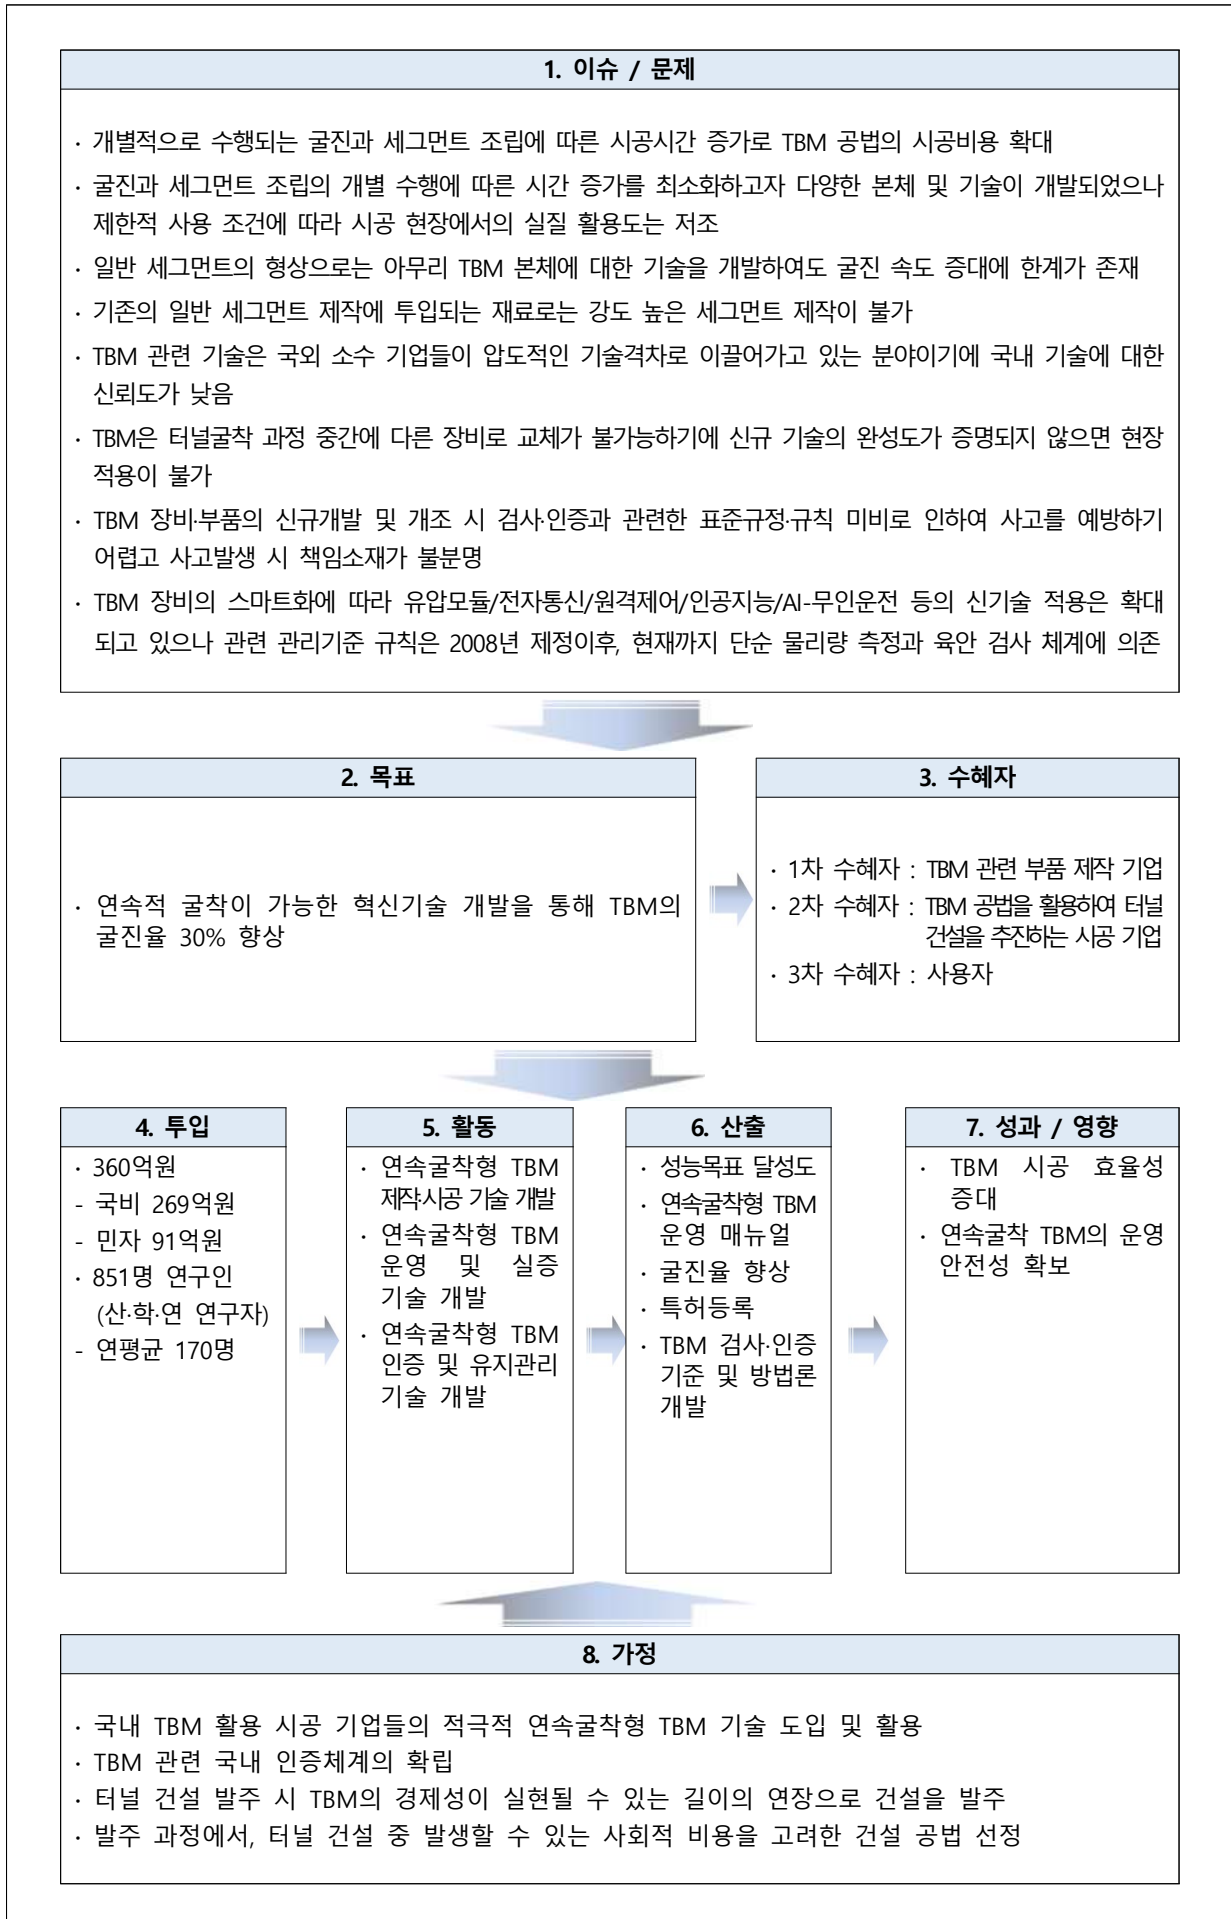 1. 이슈 / 문제
· 개별적으로 수행되는 굴진과 세그먼트 조립에 따른 시공시간 증가로 TBM 공법의 시공비용 확대
· 굴진과 세그먼트 조립의 개별 수행에 따른 시간 증가를 최소화하고자 다양한 본체 및 기술이 개발되었으나
제한적 사용 조건에 따라 시공 현장에서의 실질 활용도는 저조
· 일반 세그먼트의 형상으로는 아무리 TBM 본체에 대한 기술을 개발하여도 굴진 속도 증대에 한계가 존재
· 기존의 일반 세그먼트 제작에 투입되는 재료로는 강도 높은 세그먼트 제작이 불가
· TBM 관련 기술은 국외 소수 기업들이 압도적인 기술격차로 이끌어가고 있는 분야이기에 국내 기술에 대한
신뢰도가 낮음
· TBM은 터널굴착 과정 중간에 다른 장비로 교체가 불가능하기에 신규 기술의 완성도가 증명되지 않으면 현장
적용이 불가
· TBM 장비·부품의 신규개발 및 개조 시 검사·인증과 관련한 표준규정·규칙 미비로 인하여 사고를 예방하기
어렵고 사고발생 시 책임소재가 불분명
· TBM 장비의 스마트화에 따라 유압모듈/전자통신/원격제어/인공지능/AI-무인운전 등의 신기술 적용은 확대
되고 있으나 관련 관리기준 규칙은 2008년 제정이후, 현재까지 단순 물리량 측정과 육안 검사 체계에 의존
2. 목표
· 연속적 굴착이 가능한 혁신기술 개발을 통해 TBM의
굴진율 30% 향상
3. 수혜자
· 1차 수혜자 : TBM 관련 부품 제작 기업
· 2차 수혜자 : TBM 공법을 활용하여 터널
건설을 추진하는 시공 기업
· 3차 수혜자 : 사용자
4. 투입
· 360억원
- 국비 269억원
- 민자 91억원
· 851명 연구인
(산·학·연 연구자)
- 연평균 170명
5. 활동
· 연속굴착형 TBM
제작·시공 기술 개발
· 연속굴착형 TBM
운영 및 실증
기술 개발
· 연속굴착형 TBM
인증 및 유지관리
기술 개발
6. 산출
· 성능목표 달성도
· 연속굴착형 TBM
운영 매뉴얼
· 굴진율 향상
· 특허등록
· TBM 검사·인증
기준 및 방법론
개발
7. 성과 / 영향
· TBM 시공 효율성
증대
· 연속굴착 TBM의 운영
안전성 확보
8. 가정
· 국내 TBM 활용 시공 기업들의 적극적 연속굴착형 TBM 기술 도입 및 활용
· TBM 관련 국내 인증체계의 확립
· 터널 건설 발주 시 TBM의 경제성이 실현될 수 있는 길이의 연장으로 건설을 발주
· 발주 과정에서, 터널 건설 중 발생할 수 있는 사회적 비용을 고려한 건설 공법 선정